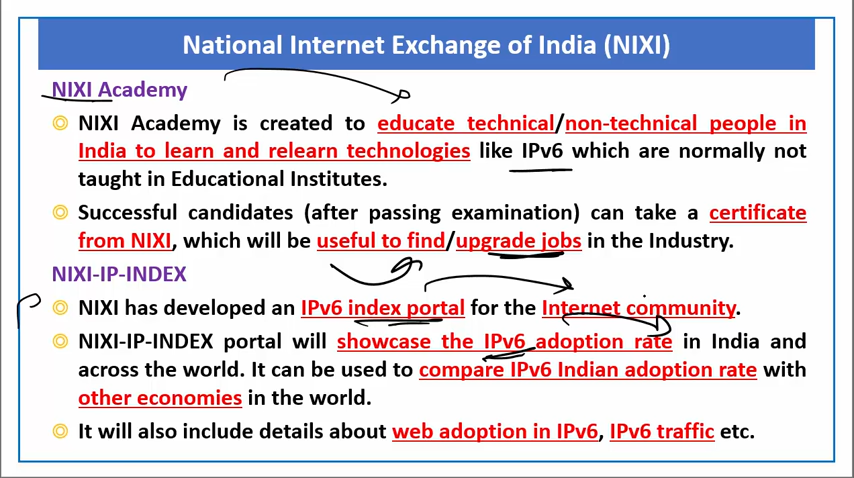 National Internet Exchange of India (NIXI)
NIXI Academy
NIXI Academy is created to educate technical/non-technical people in
India to learn and relearn technologies like IPv6 which are normally not
taught in Educational Institutes.
Successful candidates (after passing examination) can take a certificate
from NIXI, which will be useful to find/upgrade jobs in the Industry.
NIXI-IP-INDEX
NIXI has developed an IPv6 index portal for the Internet community.
NIXI-IP-INDEX portal will showcase the IPv6 adoption rate in India and
across the world. It can be used to compare IPv6 Indian adoption rate with
other economies in the world.
It will also include details about web adoption in IPv6, IPv6 traffic etc.